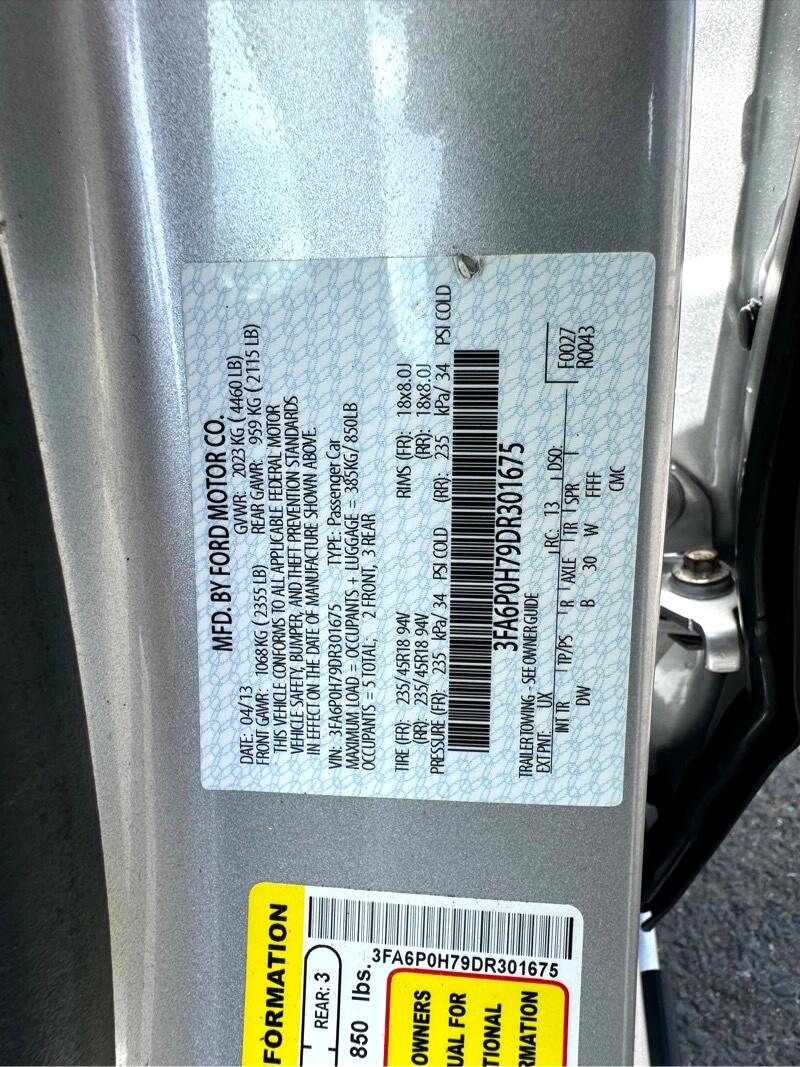 MFD. BY FORD MOTOR CO.
DATE: 04/13 GVWR: 2023 KG ( 4460 LB)
FRONT GAWR: 1068KG ( 2355 LB) REAR GAWR: 959 KG ( 2115 LB)
THIS VEHICLE CONFORMS TO ALL APPLICABLE FEDERAL MOTOR
VEHICLE SAFETY, BUMPER, AND THEFT PREVENTION STANDARDS
IN EFFECT ON THE DATE OF MANUFACTURE SHOWN ABOVE.
VIN: 3FA6P0H79DR301675 TYPE: Passenger Car
MAXIMUM LOAD = OCCUPANTS + LUGGAGE = 385KG/850LB
OCCUPANTS = 5 TOTAL, 2 FRONT, 3 REAR
TIRE (FR): 235/45R18 94V RIMS (FR): 18x8.0J
(RR): 235/45R18 94V (RR): 18x8.0J
PRESSURE (FR): 235 kPa/ 34 PSI COLD (RR): 235 kPa/ 34 PSI COLD
3FA6P0H79DR301675
TRAILER TOWING - SEE OWNER GUIDE
EXT PNT: UX RC: 13 DSO: F0027
INT TR TP/PS R AXLE TR SPR R0043
DW B 30 W FFFF
CMC
FORMATION
REAR: 3
850 lbs.
3FA6P0H79DR301675
OWNERS
UAL FOR
TIONAL
RMATION